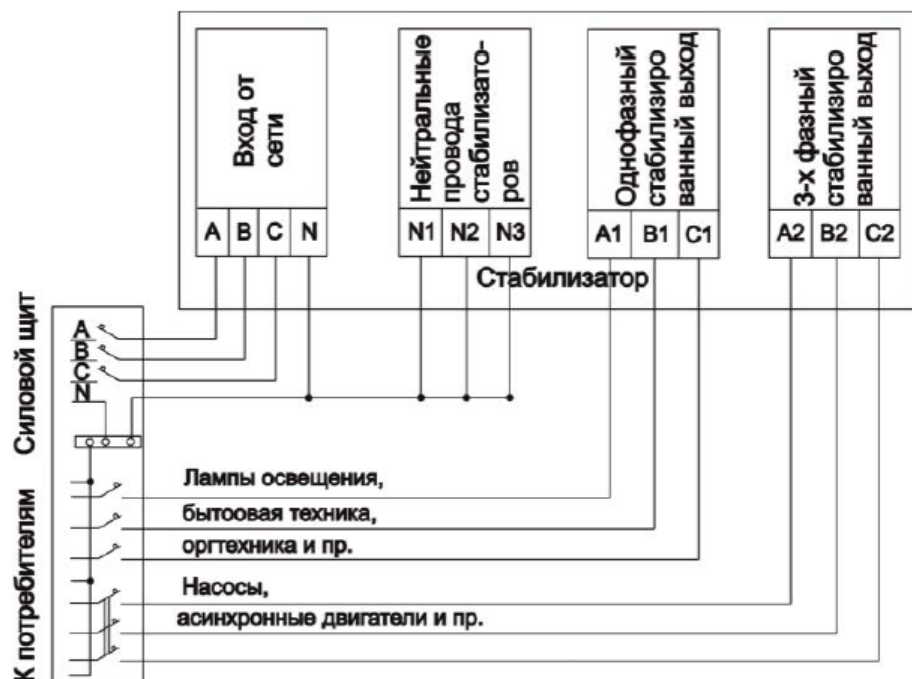 Вход от
сети
A B C N
Нейтральные
провода
стабилизато-
ров
N1 N2 N3
Однофазный
стабилизиро
ванный выход
A1 B1 C1
3-х фазный
стабилизиро
ванный выход
A2 B2 C2
Стабилизатор
Силовой щит
A
B
C
N
К потребителям
Лампы освещения,
бытоовая техника,
оргтехника и пр.
Насосы,
асинхронные двигатели и пр.